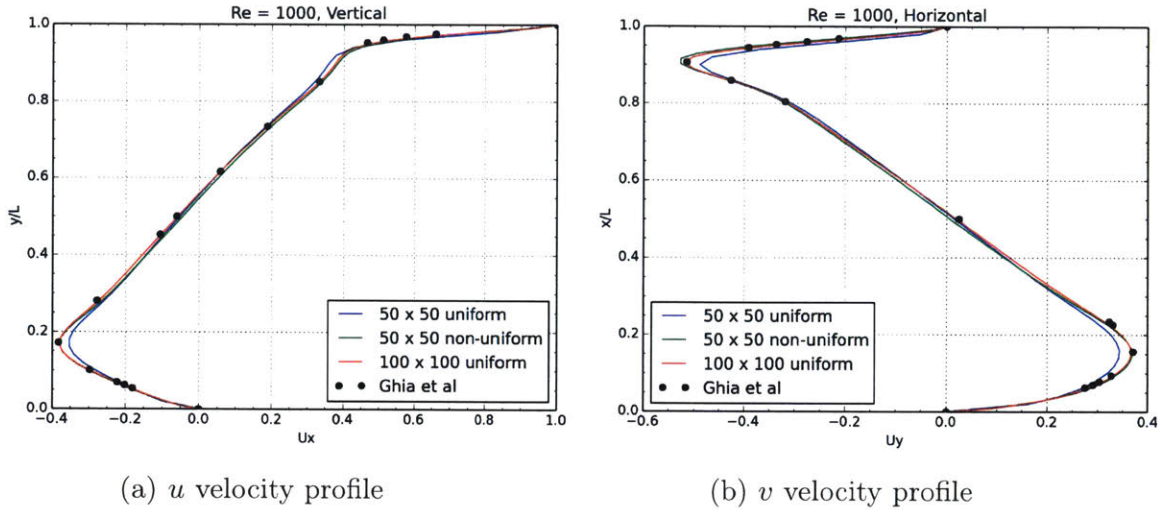 Re = 1000, Vertical
1.0
0.8
0.6
0.4
0.2
0.0
y/L
−0.4
−0.2
0.0
0.2
0.4
0.6
0.8
1.0
Ux
50 x 50 uniform
50 x 50 non-uniform
100 x 100 uniform
Ghia et al
(a) u velocity profile
Re = 1000, Horizontal
1.0
0.8
0.6
0.4
0.2
0.0
x/L
−0.6
−0.4
−0.2
0.0
0.2
0.4
Uy
50 x 50 uniform
50 x 50 non-uniform
100 x 100 uniform
Ghia et al
(b) v velocity profile